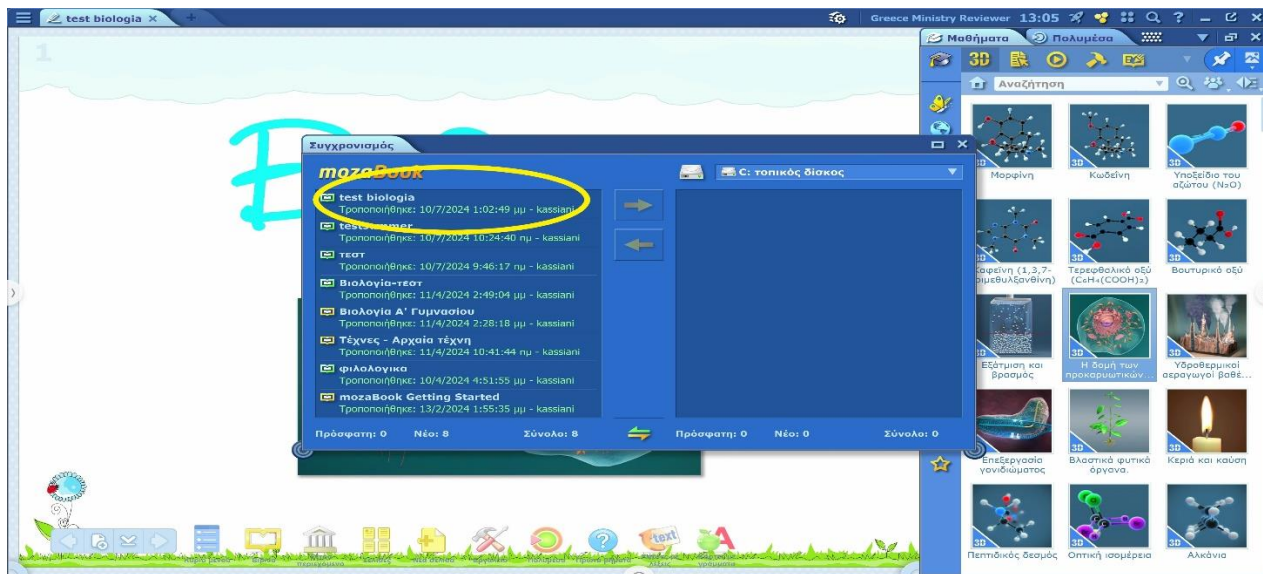 test biologia
Greece Ministry Reviewer 13:05
1
Μαθήματα
Πολυμέσα
3D
Αναζήτηση
Συγχρονισμός
mozaBook
C: τοπικός δίσκος
test biologia
Τροποποιήθηκε: 10/7/2024 1:02:49 μμ - kassiani
Τροποποιήθηκε: 10/7/2024 10:24:40 πμ - kassiani
τεστ
Τροποποιήθηκε: 10/7/2024 9:46:17 πμ - kassiani
Βιολογία-τεστ
Τροποποιήθηκε: 11/4/2024 2:49:04 μμ - kassiani
Βιολογία Α' Γυμνασίου
Τροποποιήθηκε: 11/4/2024 2:28:18 μμ - kassiani
Τέχνες - Αρχαία τέχνη
Τροποποιήθηκε: 11/4/2024 10:41:44 πμ - kassiani
φιλολογικα
Τροποποιήθηκε: 10/4/2024 4:51:55 μμ - kassiani
mozaBook Getting Started
Τροποποιήθηκε: 13/2/2024 1:55:35 μμ - kassiani
Πρόσφατη: 0 Νέο: 8 Σύνολο: 8
Πρόσφατη: 0 Νέο: 0 Σύνολο: 0
Μορφίνη
Κωδεΐνη
Υποξείδιο του
αζώτου (N₂O)
(1,3,7-
Τερεφθαλικό οξύ
(C₆H₄(COOH)₂)
Βουτυρικό οξύ
Εξάτμιση και
βρασμός
Η δομή των
προκαρυωτικών...
Υδροθερμικοί
αεραγωγοί βαθέ...
Επεξεργασία
γονιδιώματος
Βλαστικά φυτικά
όργανα.
Κεριά και καύση
Πεπτιδικός δεσμός
Οπτική ισομέρεια
Αλκάνια
text